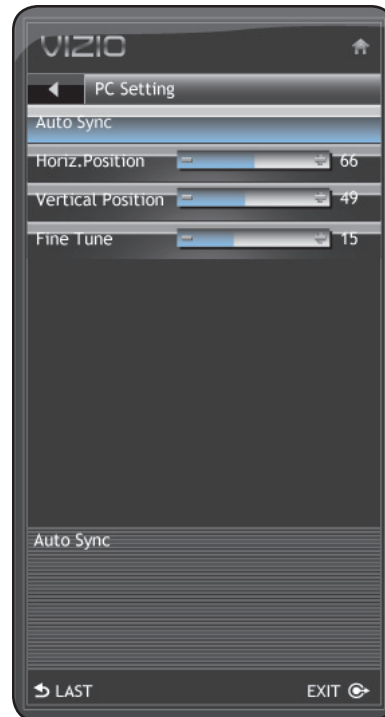 VIZIO
PC Setting
Auto Sync
Horiz.Position 66
Vertical Position 49
Fine Tune 15
Auto Sync
LAST EXIT